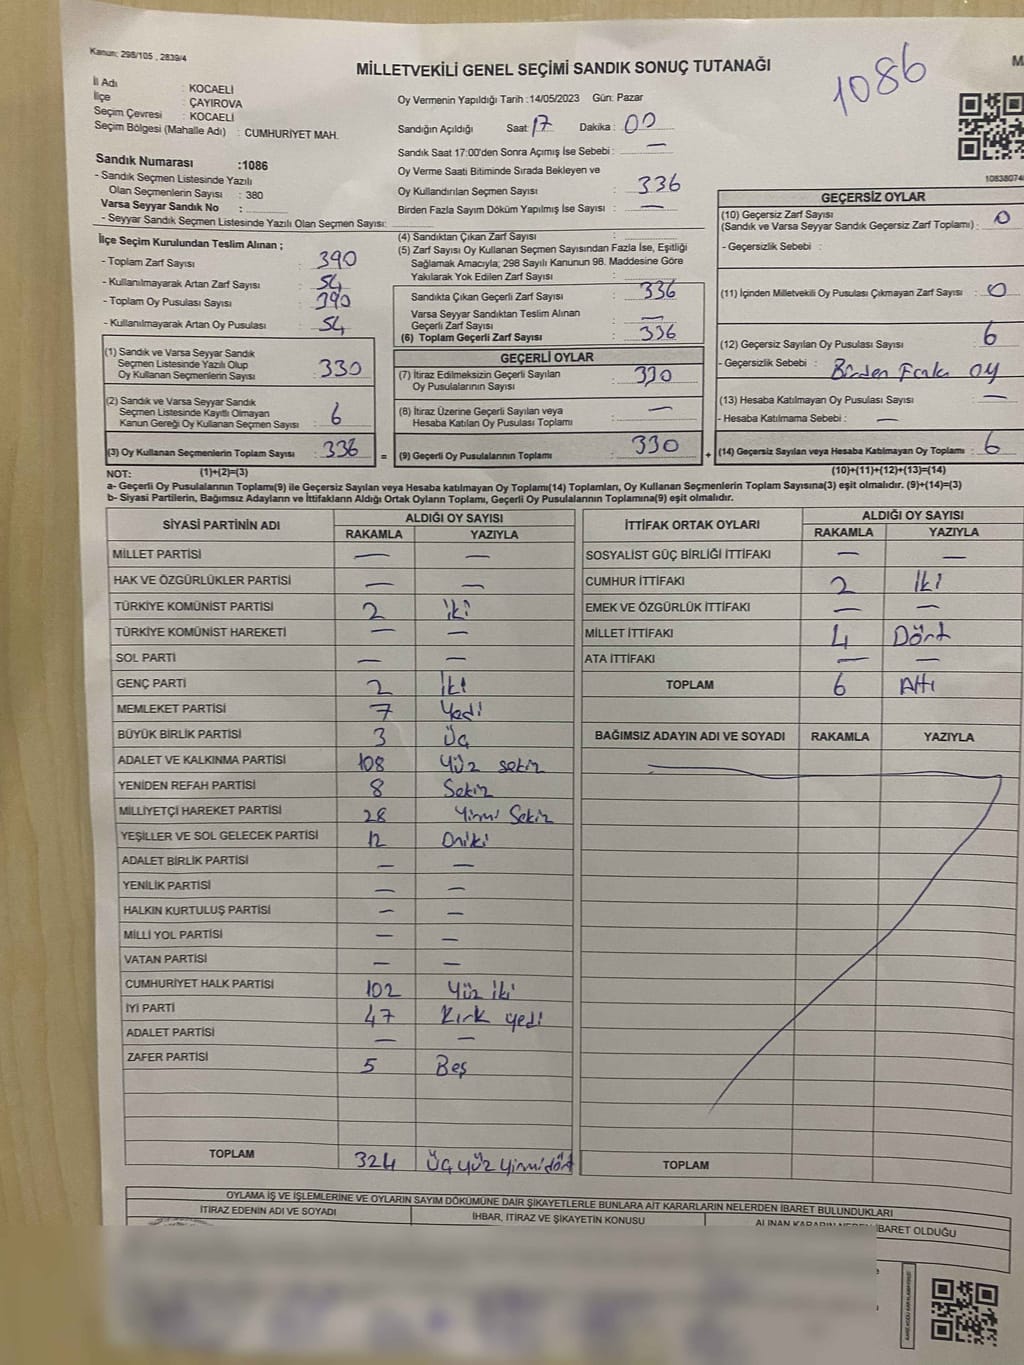 Kanun; 298/105 , 2839/4
MİLLETVEKİLİ GENEL SEÇİMİ SANDIK SONUÇ TUTANAĞI
1086
İl Adı : KOCAELİ
İlçe : ÇAYIROVA
Seçim Çevresi : KOCAELİ
Seçim Bölgesi (Mahalle Adı) : CUMHURİYET MAH.
Sandık Numarası :1086
- Sandık Seçmen Listesinde Yazılı
Olan Seçmenlerin Sayısı : 380
Varsa Seyyar Sandık No :
- Seyyar Sandık Seçmen Listesinde Yazılı Olan Seçmen Sayısı:
Oy Vermenin Yapıldığı Tarih :14/05/2023 Gün: Pazar
Sandığın Açıldığı Saat: 17 Dakika : 00
Sandık Saat 17:00'den Sonra Açımış İse Sebebi : —
Oy Verme Saati Bitiminde Sırada Bekleyen ve
Oy Kullandırılan Seçmen Sayısı : 336
Birden Fazla Sayım Döküm Yapılmış İse Sayısı : —
İlçe Seçim Kurulundan Teslim Alınan ;
- Toplam Zarf Sayısı : 390
- Kullanılmayarak Artan Zarf Sayısı : 54
- Toplam Oy Pusulası Sayısı : 390
- Kullanılmayarak Artan Oy Pusulası : 54
(4) Sandıktan Çıkan Zarf Sayısı :
(5) Zarf Sayısı Oy Kullanan Seçmen Sayısından Fazla İse, Eşitliği
Sağlamak Amacıyla; 298 Sayılı Kanunun 98. Maddesine Göre
Yakılarak Yok Edilen Zarf Sayısı :
Sandıkta Çıkan Geçerli Zarf Sayısı : 336
Varsa Seyyar Sandıktan Teslim Alınan
Geçerli Zarf Sayısı : —
(6) Toplam Geçerli Zarf Sayısı : 336
GEÇERSİZ OYLAR
(10) Geçersiz Zarf Sayısı
(Sandık ve Varsa Seyyar Sandık Geçersiz Zarf Toplamı) : 0
- Geçersizlik Sebebi :
(11) İçinden Milletvekili Oy Pusulası Çıkmayan Zarf Sayısı : 0
(12) Geçersiz Sayılan Oy Pusulası Sayısı : 6
- Geçersizlik Sebebi : Birden Fazla oy
(13) Hesaba Katılmayan Oy Pusulası Sayısı : —
- Hesaba Katılmama Sebebi : —
(14) Geçersiz Sayılan veya Hesaba Katılmayan Oy Toplamı : 6
(10)+(11)+(12)+(13)=(14)
(1) Sandık ve Varsa Seyyar Sandık
Seçmen Listesinde Yazılı Olup
Oy Kullanan Seçmenlerin Sayısı : 330
(2) Sandık ve Varsa Seyyar Sandık
Seçmen Listesinde Kayıtlı Olmayan
Kanun Gereği Oy Kullanan Seçmen Sayısı : 6
(3) Oy Kullanan Seçmenlerin Toplam Sayısı : 336 =
(1)+(2)=(3)
GEÇERLİ OYLAR
(7) İtiraz Edilmeksizin Geçerli Sayılan
Oy Pusulalarının Sayısı : 330
(8) İtiraz Üzerine Geçerli Sayılan veya
Hesaba Katılan Oy Pusulası Toplamı : —
(9) Geçerli Oy Pusulalarının Toplamı : 330 +
NOT:
a- Geçerli Oy Pusulalarının Toplamı(9) ile Geçersiz Sayılan veya Hesaba katılmayan Oy Toplamı(14) Toplamları, Oy Kullanan Seçmenlerin Toplam Sayısına(3) eşit olmalıdır. (9)+(14)=(3)
b- Siyasi Partilerin, Bağımsız Adayların ve İttifakların Aldığı Ortak Oyların Toplamı, Geçerli Oy Pusulalarının Toplamına(9) eşit olmalıdır.
SİYASİ PARTİNİN ADI ALDIĞI OY SAYISI
RAKAMLA YAZIYLA
MİLLET PARTİSİ — —
HAK VE ÖZGÜRLÜKLER PARTİSİ — —
TÜRKİYE KOMÜNİST PARTİSİ 2 iki
TÜRKİYE KOMÜNİST HAREKETİ — —
SOL PARTİ — —
GENÇ PARTİ 2 İki
MEMLEKET PARTİSİ 7 Yedi
BÜYÜK BİRLİK PARTİSİ 3 Üç
ADALET VE KALKINMA PARTİSİ 108 Yüz sekiz
YENİDEN REFAH PARTİSİ 8 Sekiz
MİLLİYETÇİ HAREKET PARTİSİ 28 Yirmi Sekiz
YEŞİLLER VE SOL GELECEK PARTİSİ 12 Oniki
ADALET BİRLİK PARTİSİ — —
YENİLİK PARTİSİ — —
HALKIN KURTULUŞ PARTİSİ — —
MİLLİ YOL PARTİSİ — —
VATAN PARTİSİ — —
CUMHURİYET HALK PARTİSİ 102 Yüz iki
İYİ PARTİ 47 Kırk yedi
ADALET PARTİSİ — —
ZAFER PARTİSİ 5 Beş
TOPLAM 324 Üçyüz yirmidört
İTTİFAK ORTAK OYLARI ALDIĞI OY SAYISI
RAKAMLA YAZIYLA
SOSYALİST GÜÇ BİRLİĞİ İTTİFAKI — —
CUMHUR İTTİFAKI 2 İki
EMEK VE ÖZGÜRLÜK İTTİFAKI — —
MİLLET İTTİFAKI 4 Dört
ATA İTTİFAKI — —
TOPLAM 6 Altı
BAĞIMSIZ ADAYIN ADI VE SOYADI RAKAMLA YAZIYLA
TOPLAM
OYLAMA İŞ VE İŞLEMLERİNE VE OYLARIN SAYIM DÖKÜMÜNE DAİR ŞİKAYETLERLE BUNLARA AİT KARARLARIN NELERDEN İBARET BULUNDUKLARI
İTİRAZ EDENİN ADI VE SOYADI İHBAR, İTİRAZ VE ŞİKAYETİN KONUSU ALINAN KARARIN NEDEN İBARET OLDUĞU